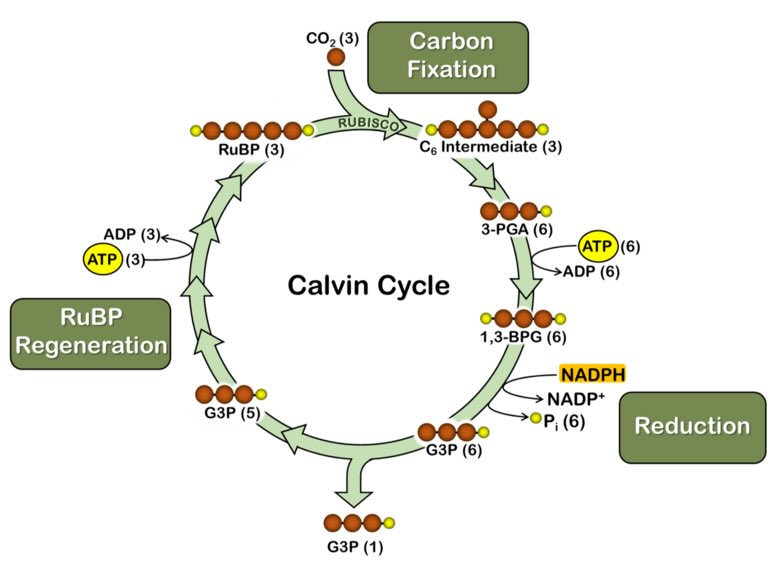 CO₂ (3)
Carbon
Fixation
RUBISCO
RuBP (3)
C₆ Intermediate (3)
3-PGA (6)
ADP (3)
ATP (3)
ATP (6)
ADP (6)
Calvin Cycle
RuBP
Regeneration
1,3-BPG (6)
NADPH
NADP⁺
Pᵢ (6)
Reduction
G3P (5)
G3P (6)
G3P (1)